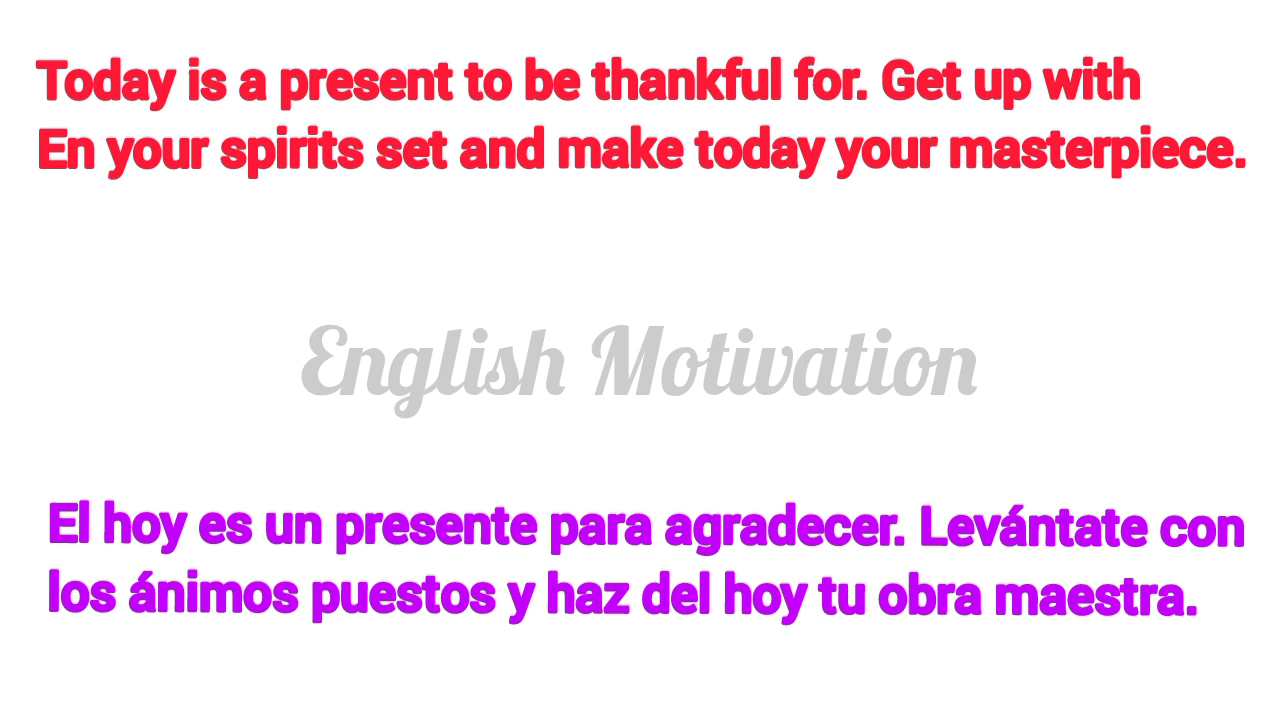 Today is a present to be thankful for. Get up with
En your spirits set and make today your masterpiece.
English Motivation
El hoy es un presente para agradecer. Levántate con
los ánimos puestos y haz del hoy tu obra maestra.